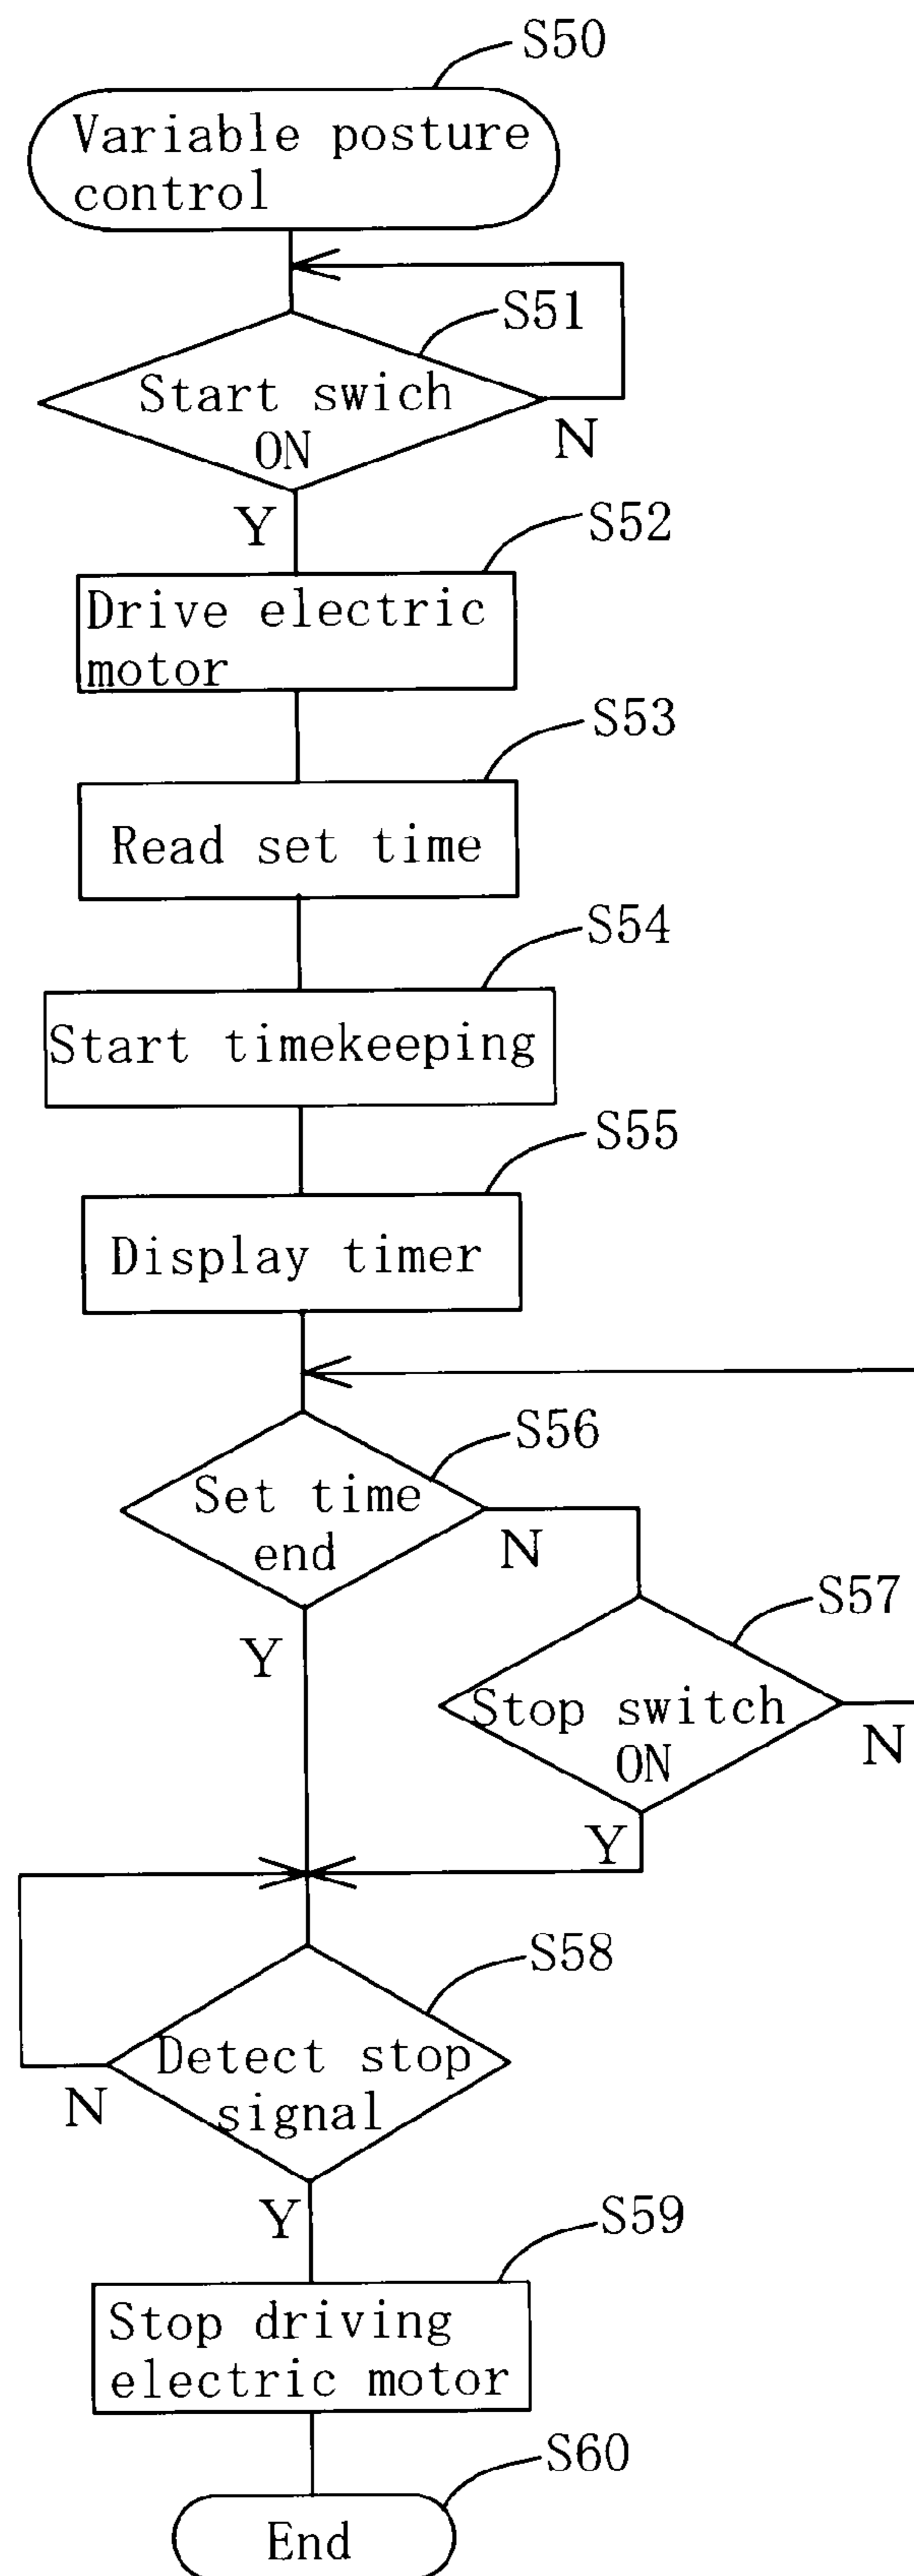 S50
Variable posture
control
S51
Start swich
ON
N
Y
S52
Drive electric
motor
S53
Read set time
S54
Start timekeeping
S55
Display timer
S56
Set time
end
N
Y
S57
Stop switch
ON
N
Y
S58
Detect stop
signal
N
Y
S59
Stop driving
electric motor
S60
End